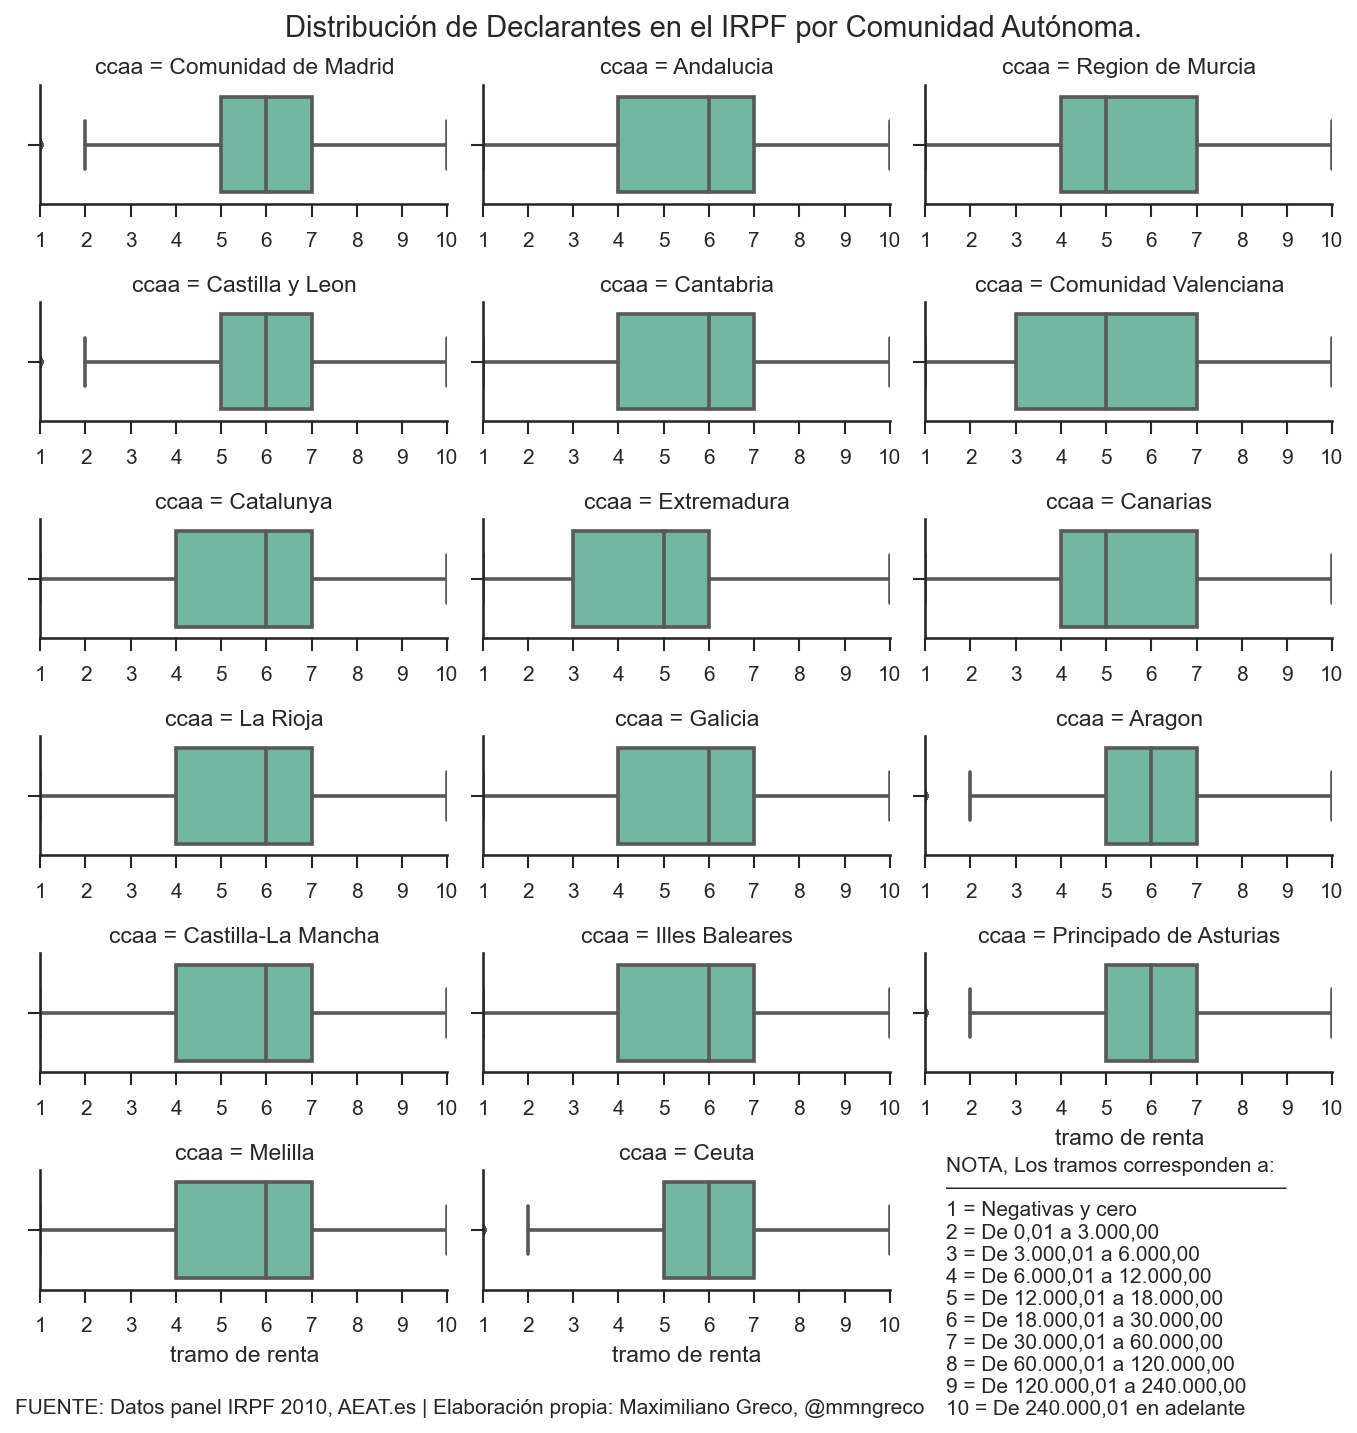 Distribución de Declarantes en el IRPF por Comunidad Autónoma.
ccaa = Comunidad de Madrid
1 2 3 4 5 6 7 8 9 10
ccaa = Andalucia
1 2 3 4 5 6 7 8 9 10
ccaa = Region de Murcia
1 2 3 4 5 6 7 8 9 10
ccaa = Castilla y Leon
1 2 3 4 5 6 7 8 9 10
ccaa = Cantabria
1 2 3 4 5 6 7 8 9 10
ccaa = Comunidad Valenciana
1 2 3 4 5 6 7 8 9 10
ccaa = Catalunya
1 2 3 4 5 6 7 8 9 10
ccaa = Extremadura
1 2 3 4 5 6 7 8 9 10
ccaa = Canarias
1 2 3 4 5 6 7 8 9 10
ccaa = La Rioja
1 2 3 4 5 6 7 8 9 10
ccaa = Galicia
1 2 3 4 5 6 7 8 9 10
ccaa = Aragon
1 2 3 4 5 6 7 8 9 10
ccaa = Castilla-La Mancha
1 2 3 4 5 6 7 8 9 10
ccaa = Illes Baleares
1 2 3 4 5 6 7 8 9 10
ccaa = Principado de Asturias
1 2 3 4 5 6 7 8 9 10
tramo de renta
ccaa = Melilla
1 2 3 4 5 6 7 8 9 10
tramo de renta
ccaa = Ceuta
1 2 3 4 5 6 7 8 9 10
tramo de renta
NOTA, Los tramos corresponden a:
1 = Negativas y cero
2 = De 0,01 a 3.000,00
3 = De 3.000,01 a 6.000,00
4 = De 6.000,01 a 12.000,00
5 = De 12.000,01 a 18.000,00
6 = De 18.000,01 a 30.000,00
7 = De 30.000,01 a 60.000,00
8 = De 60.000,01 a 120.000,00
9 = De 120.000,01 a 240.000,00
10 = De 240.000,01 en adelante
FUENTE: Datos panel IRPF 2010, AEAT.es | Elaboración propia: Maximiliano Greco, @mmngreco